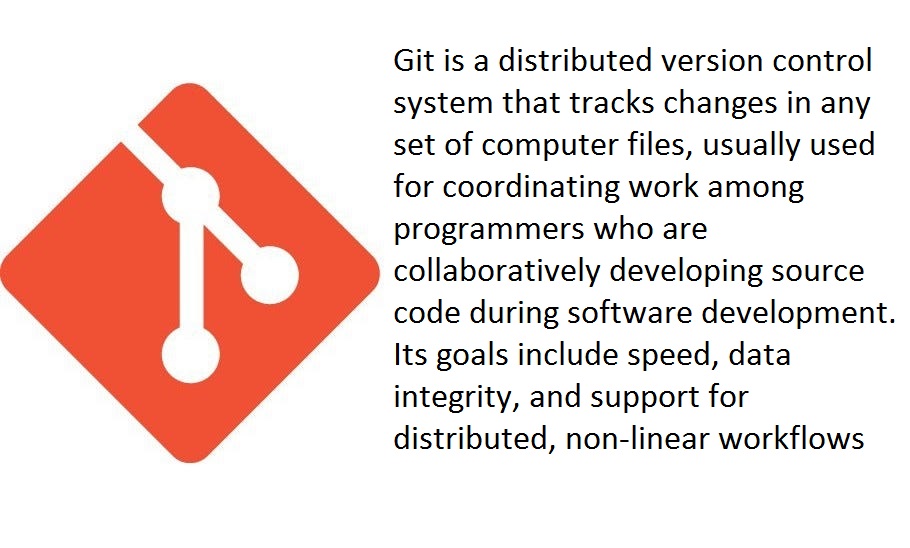 Git is a distributed version control
system that tracks changes in any
set of computer files, usually used
for coordinating work among
programmers who are
collaboratively developing source
code during software development.
Its goals include speed, data
integrity, and support for
distributed, non-linear workflows